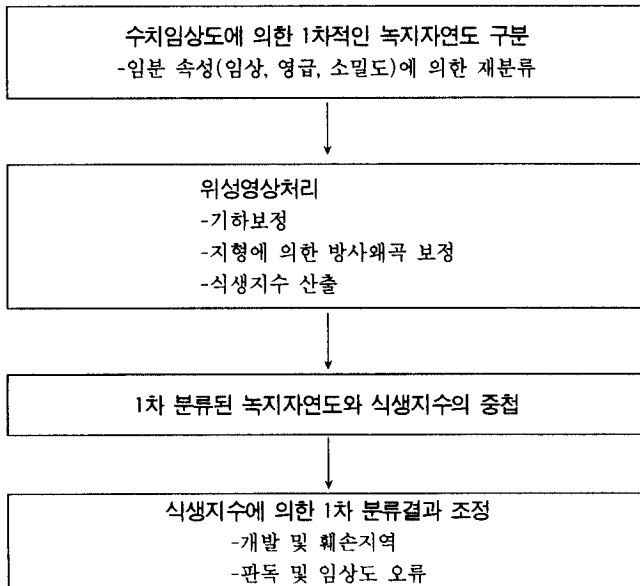 수치임상도에 의한 1차적인 녹지자연도 구분
-임분 속성(임상, 영급, 소밀도)에 의한 재분류
위성영상처리
-기하보정
-지형에 의한 방사왜곡 보정
-식생지수 산출
1차 분류된 녹지자연도와 식생지수의 중첩
식생지수에 의한 1차 분류결과 조정
-개발 및 훼손지역
-판독 및 임상도 오류